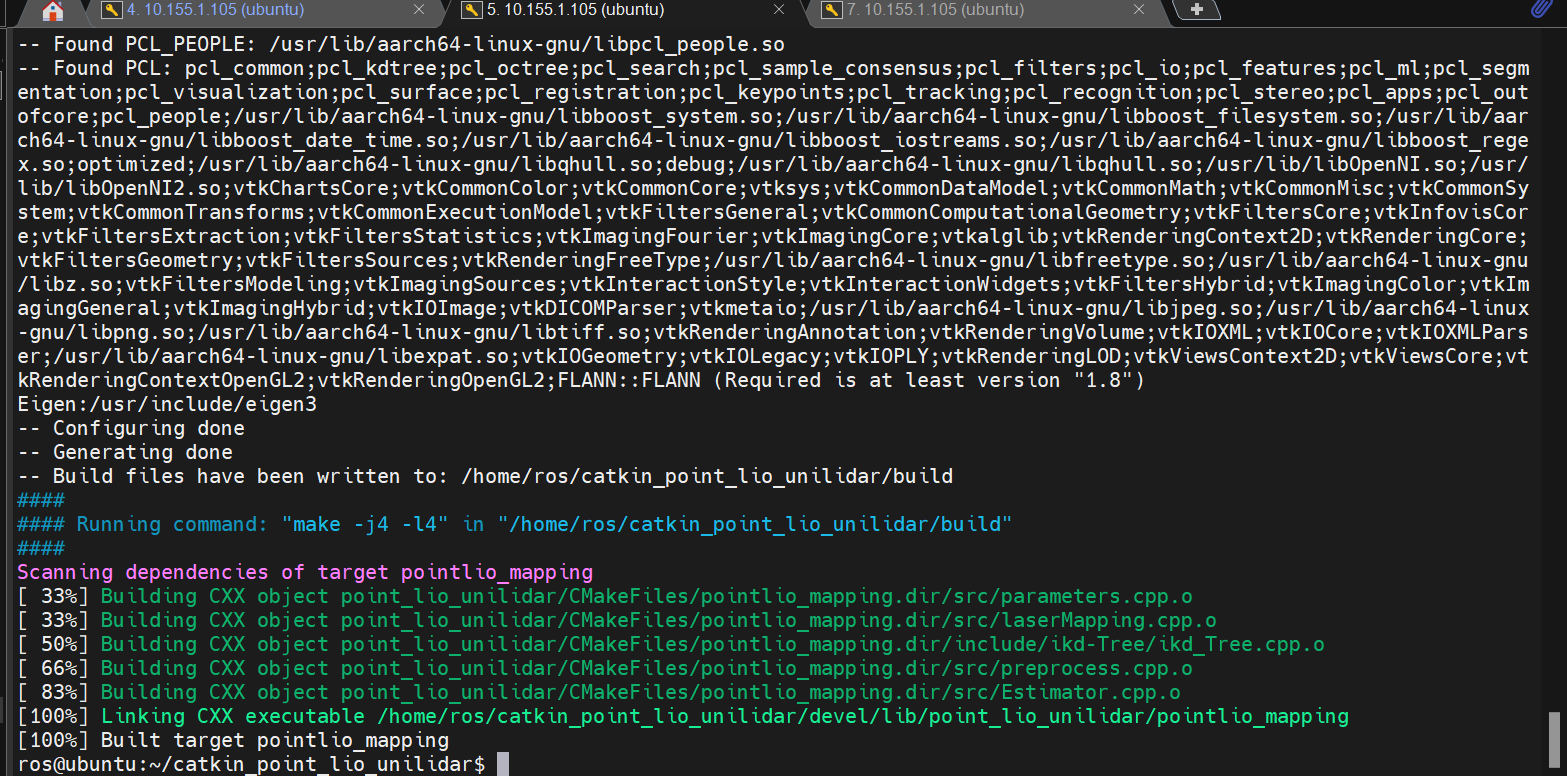 4. 10.155.1.105 (ubuntu)
5. 10.155.1.105 (ubuntu)
7. 10.155.1.105 (ubuntu)
-- Found PCL_PEOPLE: /usr/lib/aarch64-linux-gnu/libpcl_people.so
-- Found PCL: pcl_common;pcl_kdtree;pcl_octree;pcl_search;pcl_sample_consensus;pcl_filters;pcl_io;pcl_features;pcl_ml;pcl_segm
entation;pcl_visualization;pcl_surface;pcl_registration;pcl_keypoints;pcl_tracking;pcl_recognition;pcl_stereo;pcl_apps;pcl_out
ofcore;pcl_people;/usr/lib/aarch64-linux-gnu/libboost_system.so;/usr/lib/aarch64-linux-gnu/libboost_filesystem.so;/usr/lib/aar
ch64-linux-gnu/libboost_date_time.so;/usr/lib/aarch64-linux-gnu/libboost_iostreams.so;/usr/lib/aarch64-linux-gnu/libboost_rege
x.so;optimized;/usr/lib/aarch64-linux-gnu/libqhull.so;debug;/usr/lib/aarch64-linux-gnu/libqhull.so;/usr/lib/libOpenNI.so;/usr/
lib/libOpenNI2.so;vtkChartsCore;vtkCommonColor;vtkCommonCore;vtksys;vtkCommonDataModel;vtkCommonMath;vtkCommonMisc;vtkCommonSy
stem;vtkCommonTransforms;vtkCommonExecutionModel;vtkFiltersGeneral;vtkCommonComputationalGeometry;vtkFiltersCore;vtkInfovisCor
e;vtkFiltersExtraction;vtkFiltersStatistics;vtkImagingFourier;vtkImagingCore;vtkalglib;vtkRenderingContext2D;vtkRenderingCore;
vtkFiltersGeometry;vtkFiltersSources;vtkRenderingFreeType;/usr/lib/aarch64-linux-gnu/libfreetype.so;/usr/lib/aarch64-linux-gnu
/libz.so;vtkFiltersModeling;vtkImagingSources;vtkInteractionStyle;vtkInteractionWidgets;vtkFiltersHybrid;vtkImagingColor;vtkIm
agingGeneral;vtkImagingHybrid;vtkIOImage;vtkDICOMParser;vtkmetaio;/usr/lib/aarch64-linux-gnu/libjpeg.so;/usr/lib/aarch64-linux
-gnu/libpng.so;/usr/lib/aarch64-linux-gnu/libtiff.so;vtkRenderingAnnotation;vtkRenderingVolume;vtkIOXML;vtkIOCore;vtkIOXMLPars
er;/usr/lib/aarch64-linux-gnu/libexpat.so;vtkIOGeometry;vtkIOLegacy;vtkIOPLY;vtkRenderingLOD;vtkViewsContext2D;vtkViewsCore;vt
kRenderingContextOpenGL2;vtkRenderingOpenGL2;FLANN::FLANN (Required is at least version "1.8")
Eigen:/usr/include/eigen3
-- Configuring done
-- Generating done
-- Build files have been written to: /home/ros/catkin_point_lio_unilidar/build
####
#### Running command: "make -j4 -l4" in "/home/ros/catkin_point_lio_unilidar/build"
####
Scanning dependencies of target pointlio_mapping
[ 33%] Building CXX object point_lio_unilidar/CMakeFiles/pointlio_mapping.dir/src/parameters.cpp.o
[ 33%] Building CXX object point_lio_unilidar/CMakeFiles/pointlio_mapping.dir/src/laserMapping.cpp.o
[ 50%] Building CXX object point_lio_unilidar/CMakeFiles/pointlio_mapping.dir/include/ikd-Tree/ikd_Tree.cpp.o
[ 66%] Building CXX object point_lio_unilidar/CMakeFiles/pointlio_mapping.dir/src/preprocess.cpp.o
[ 83%] Building CXX object point_lio_unilidar/CMakeFiles/pointlio_mapping.dir/src/Estimator.cpp.o
[100%] Linking CXX executable /home/ros/catkin_point_lio_unilidar/devel/lib/point_lio_unilidar/pointlio_mapping
[100%] Built target pointlio_mapping
ros@ubuntu:~/catkin_point_lio_unilidar$